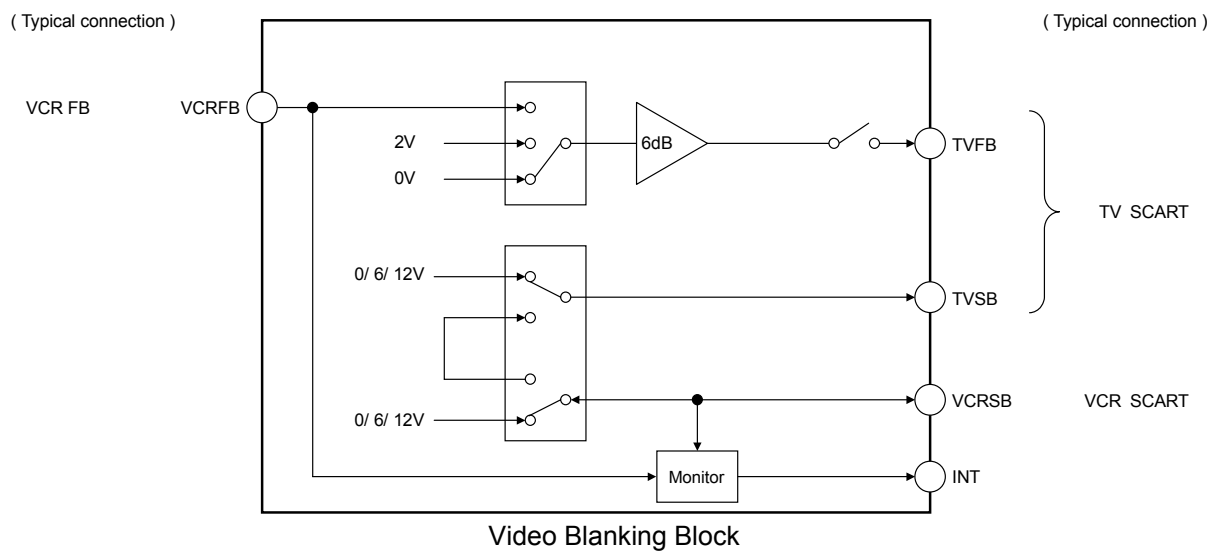 ( Typical connection )
( Typical connection )
VCR FB
VCRFB
2V
0V
6dB
TVFB
TV SCART
0/ 6/ 12V
TVSB
0/ 6/ 12V
VCRSB
VCR SCART
Monitor
INT
Video Blanking Block